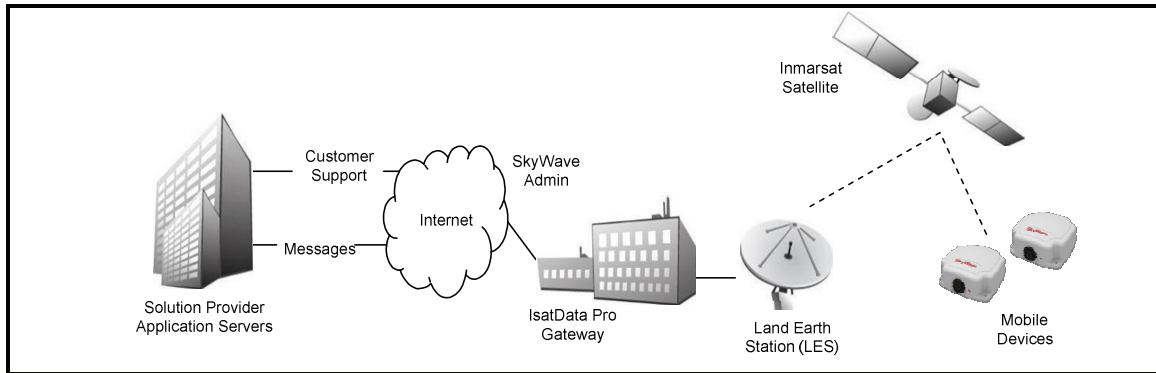 Inmarsat
Satellite
Customer
Support
SkyWave
Admin
Internet
Messages
Solution Provider
Application Servers
IsatData Pro
Gateway
Land Earth
Station (LES)
Mobile
Devices